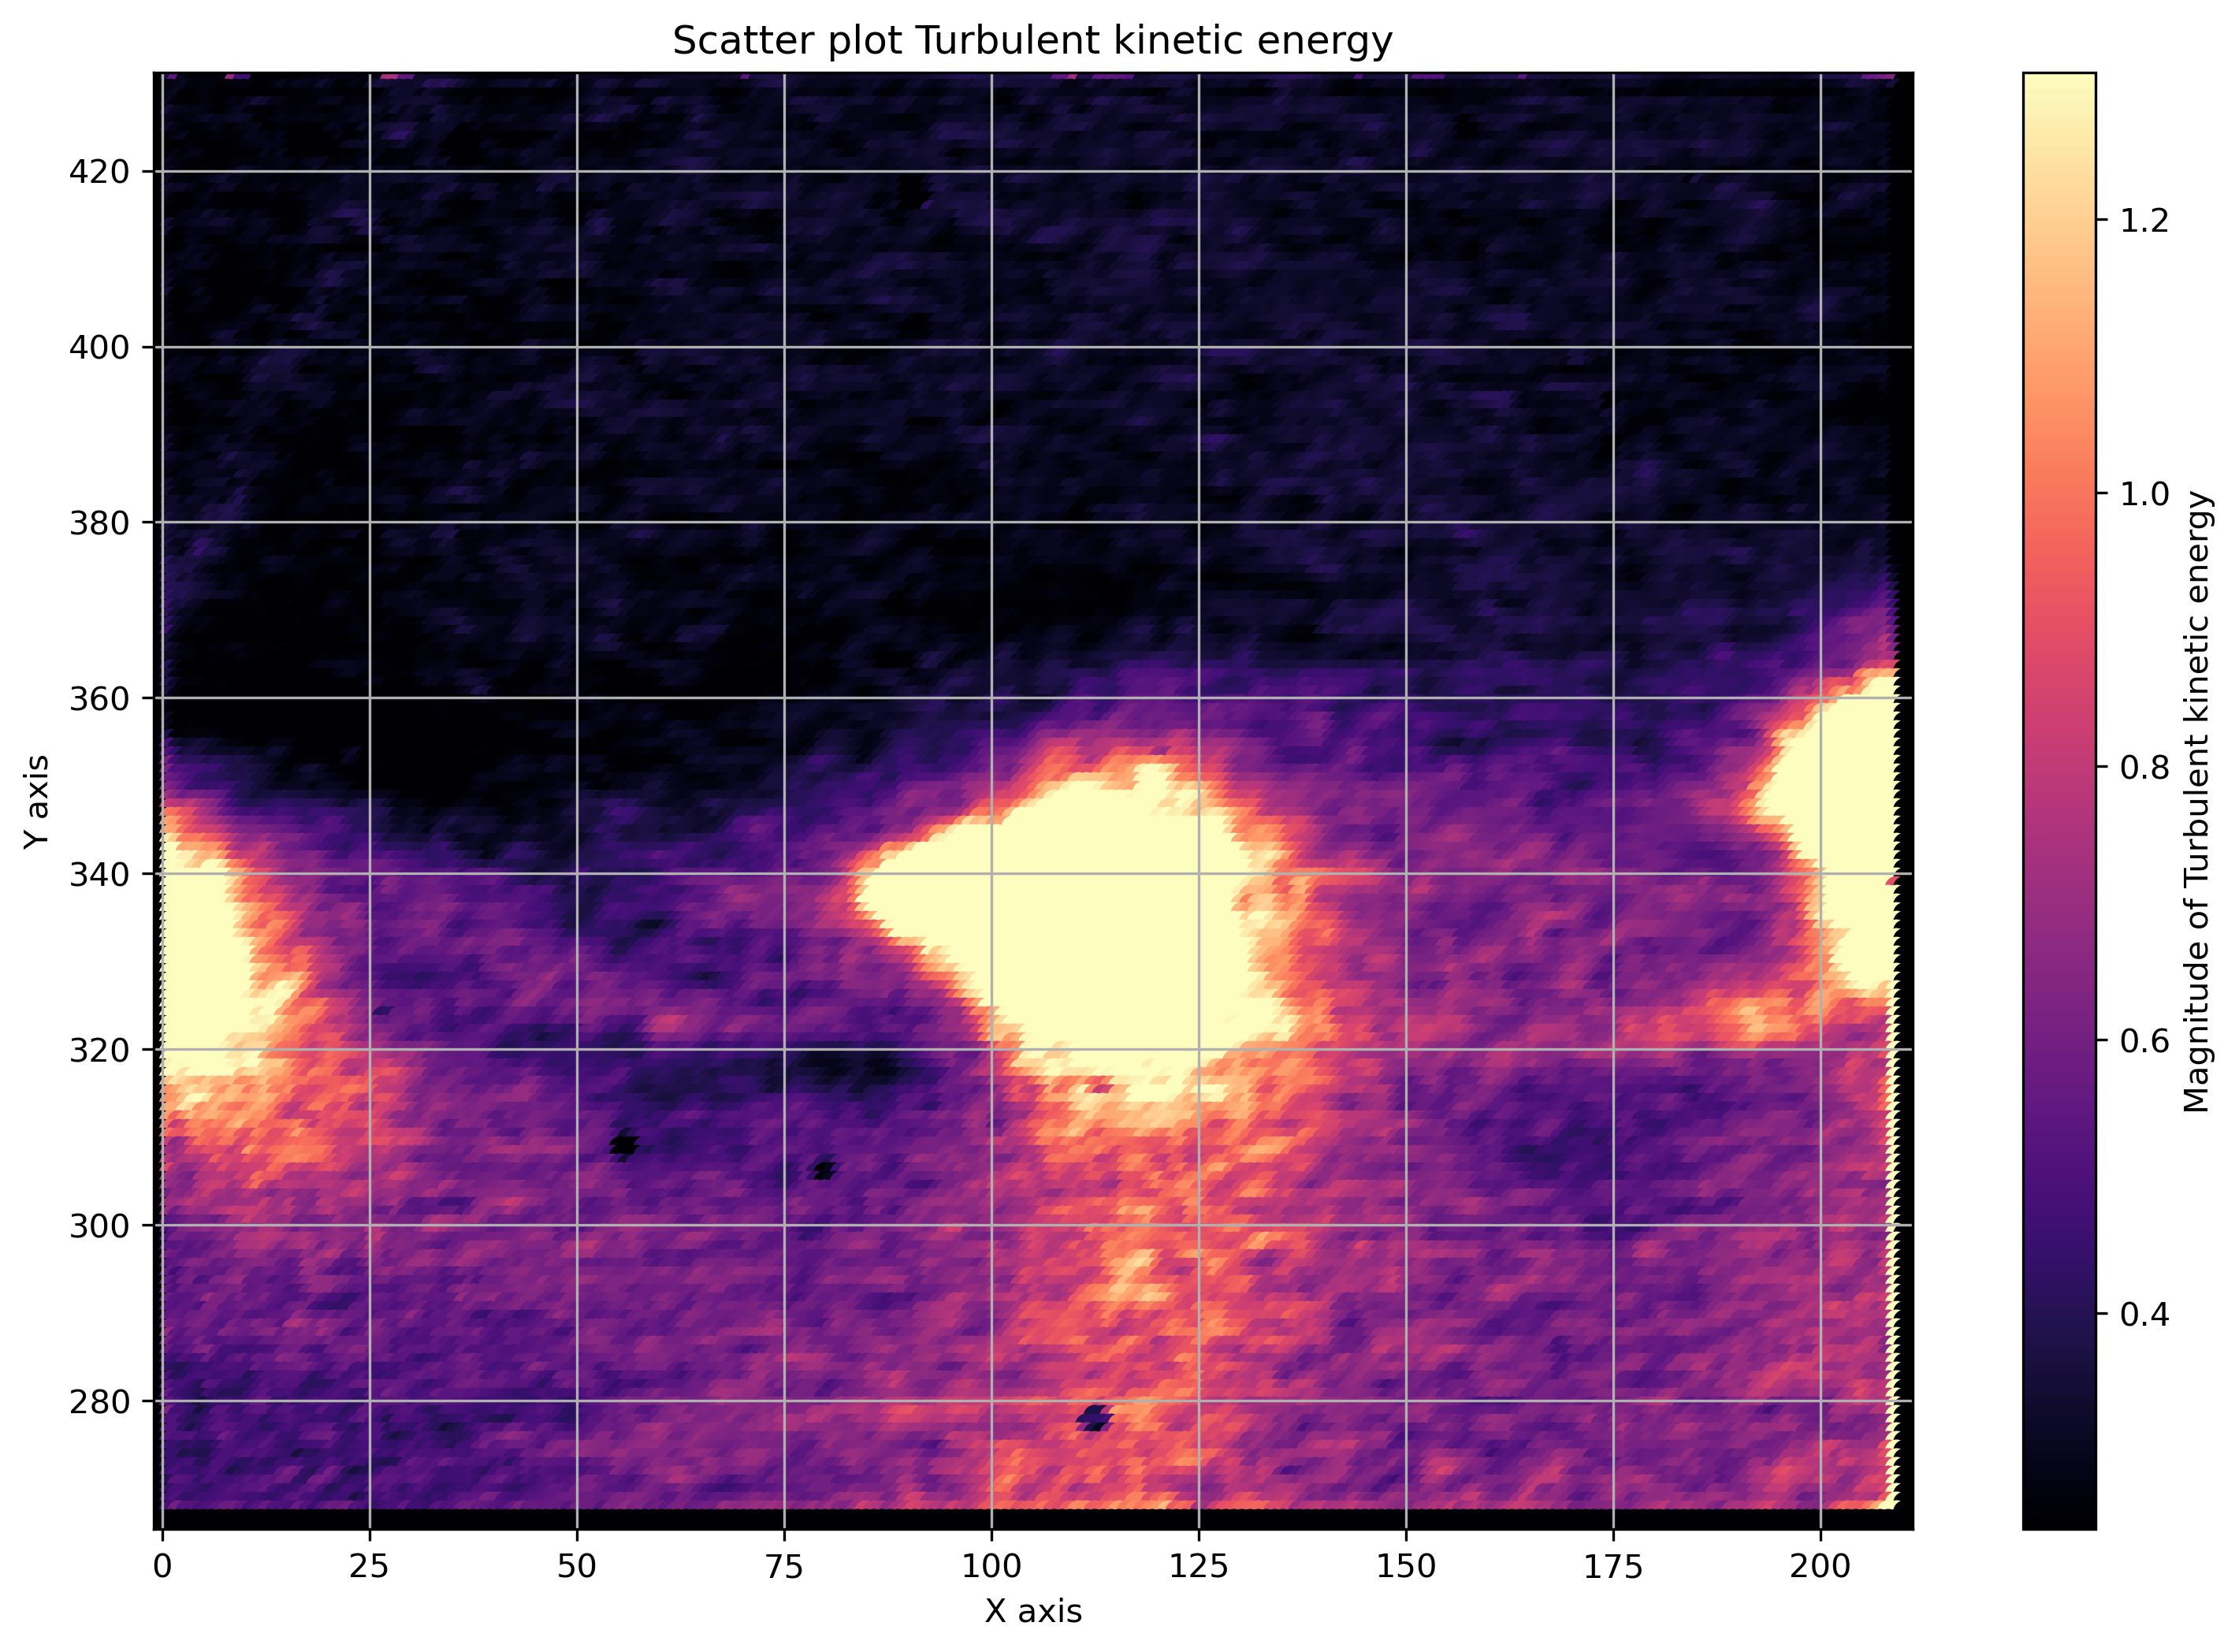 Scatter plot Turbulent kinetic energy
420
400
380
360
340
320
300
280
Y axis
0 25 50 75 100 125 150 175 200
X axis
1.2
1.0
0.8
0.6
0.4
Magnitude of Turbulent kinetic energy